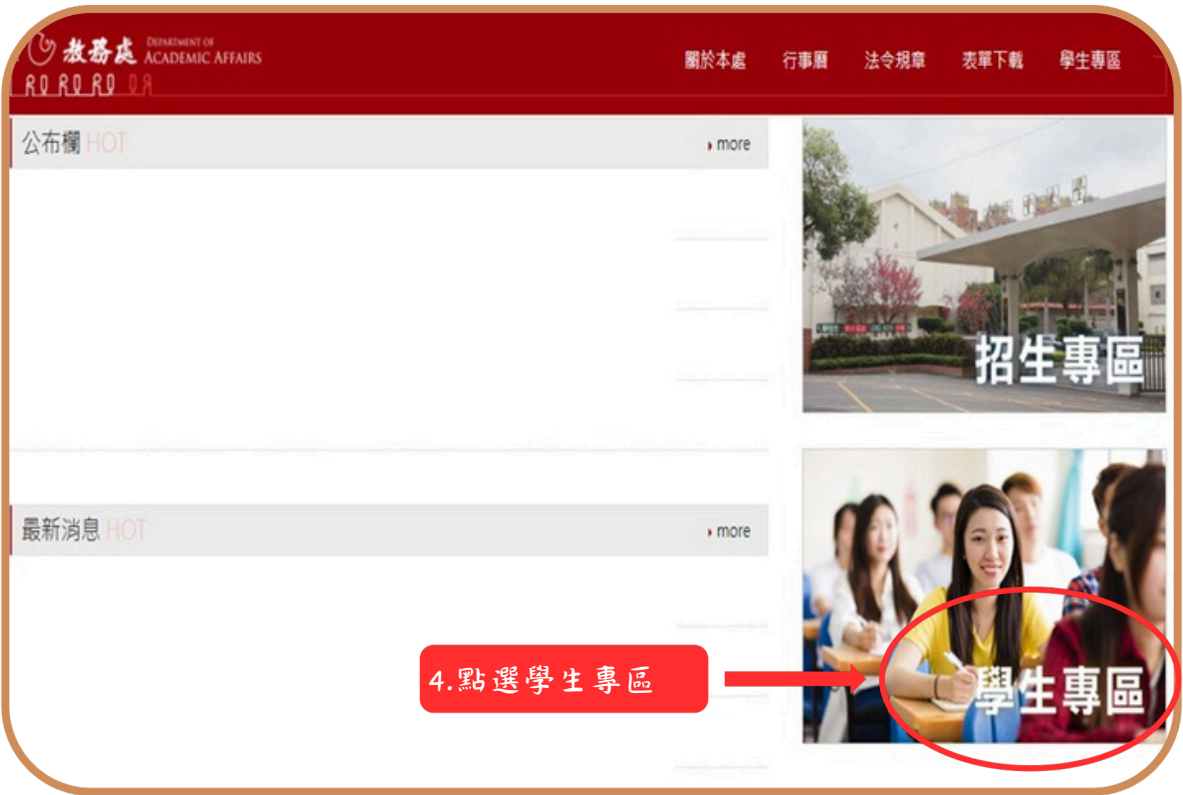 教務處 DEPARTMENT OF ACADEMIC AFFAIRS
關於本處 行事曆 法令規章 表單下載 學生專區
公布欄 HOT
more
招生專區
最新消息 HOT
more
4.點選學生專區
學生專區